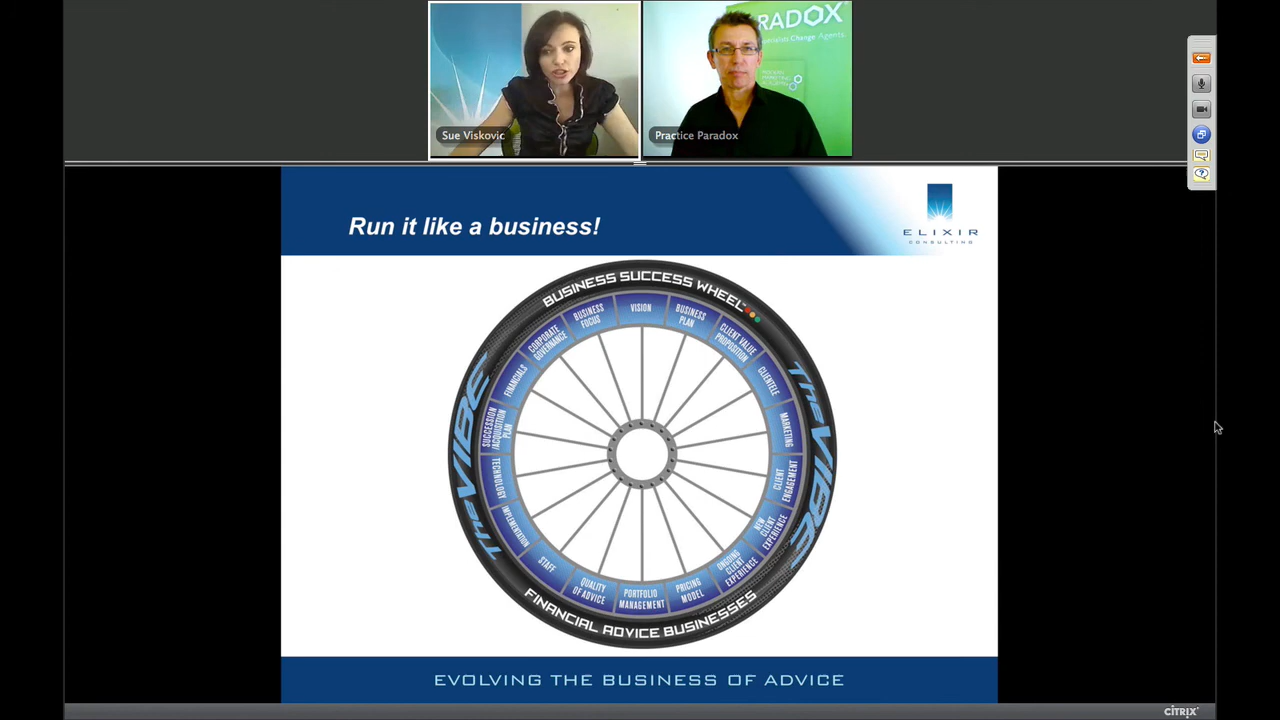 RADOX
Change Agents
Sue Viskovic
Practice Paradox
Run it like a business!
ELIXIR
CONSULTING
BUSINESS SUCCESS WHEEL
VISION
BUSINESS
PLAN
CLIENT VALUE
PROPOSITION
CLIENTELE
MARKETING
CLIENT
ENGAGEMENT
NEW
CLIENT
EXPERIENCE
ONGOING
CLIENT
EXPERIENCE
PRICING
MODEL
PORTFOLIO
MANAGEMENT
QUALITY
OF ADVICE
STAFF
IMPLEMENTATION
TECHNOLOGY
SUCCESSION
/ACQUISITION
PLAN
FINANCIALS
CORPORATE
GOVERNANCE
BUSINESS
FOCUS
THE VIBE
THE VIBE
FINANCIAL ADVICE BUSINESSES
EVOLVING THE BUSINESS OF ADVICE
CITRIX